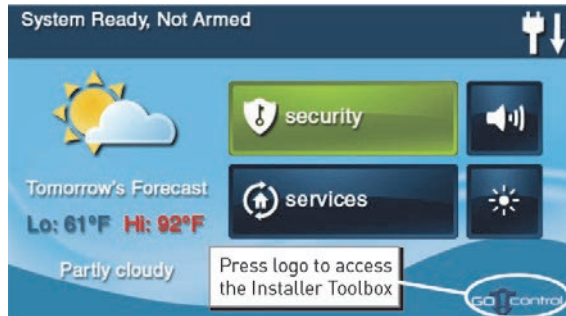 System Ready, Not Armed
security
Tomorrow's Forecast
services
Lo: 61°F Hi: 92°F
Partly cloudy
Press logo to access
the Installer Toolbox
GO!control